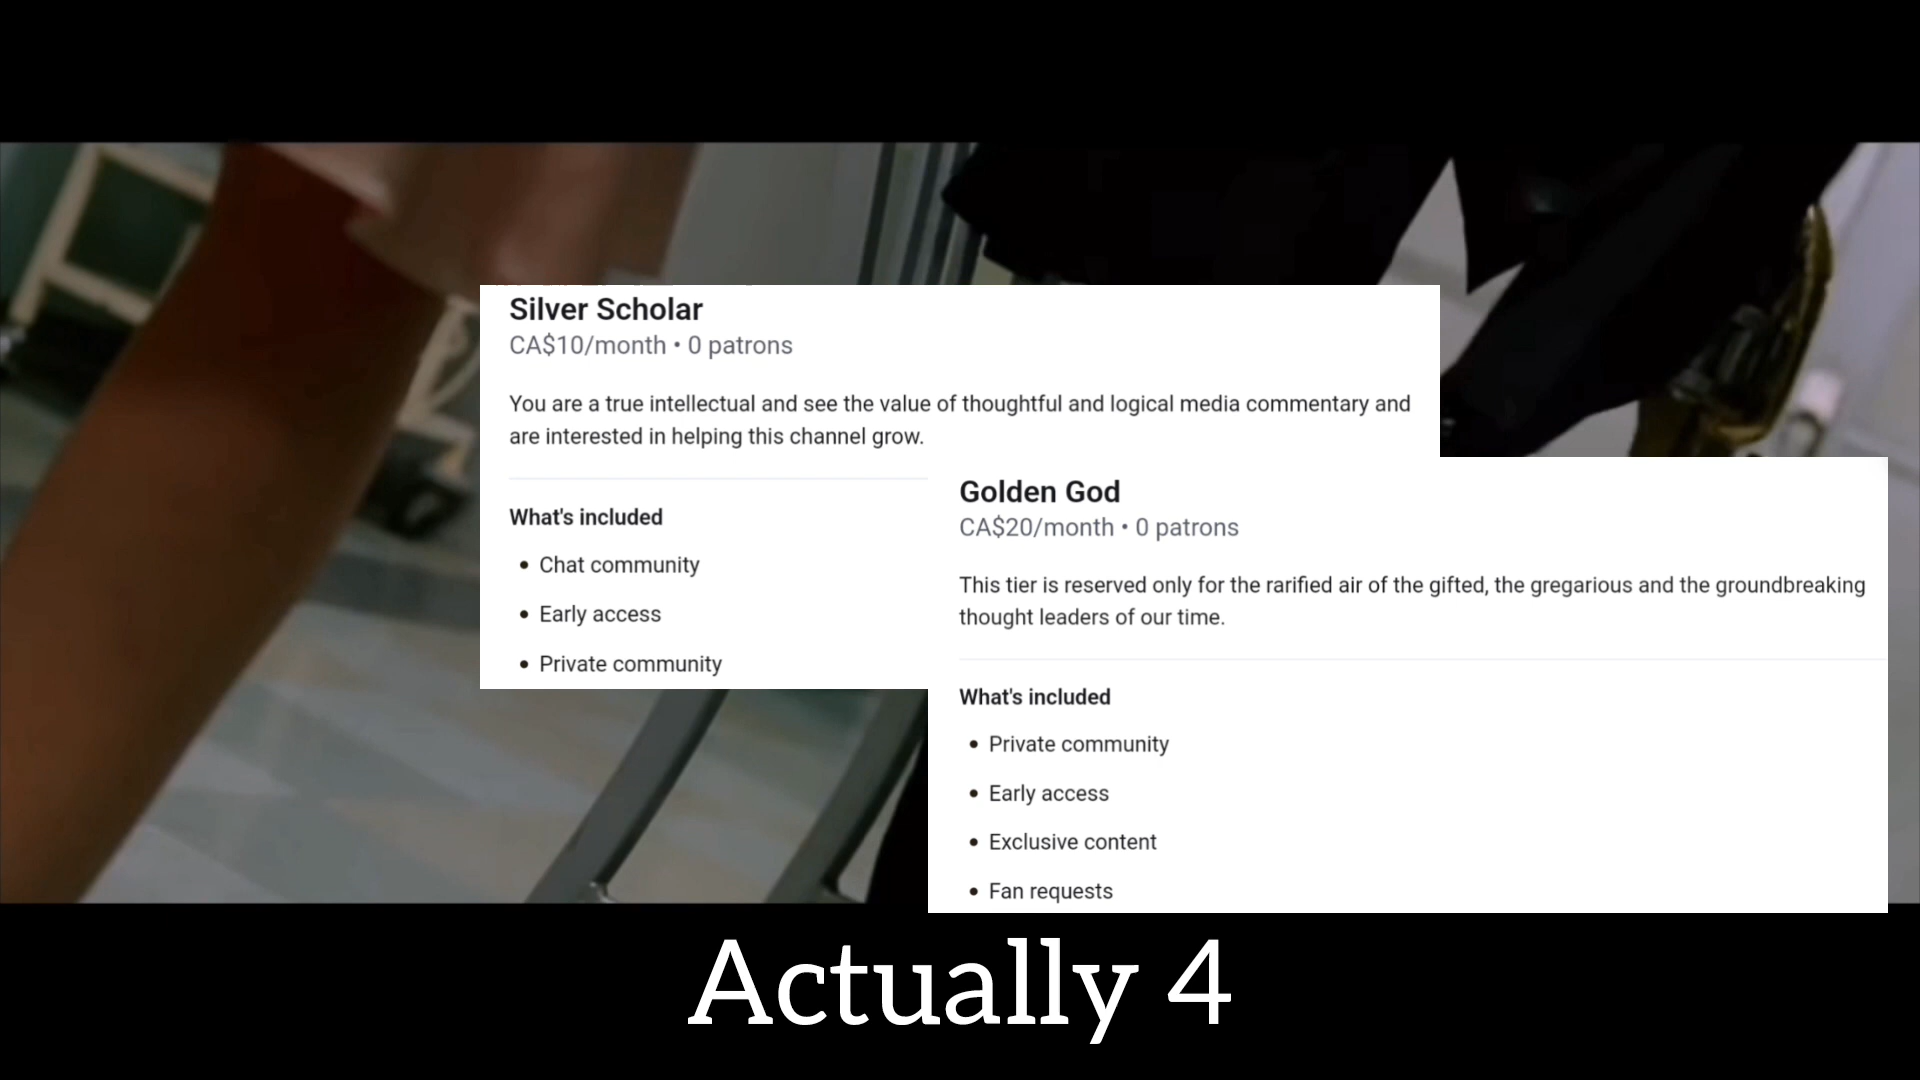 Silver Scholar
CA$10/month • 0 patrons
You are a true intellectual and see the value of thoughtful and logical media commentary and
are interested in helping this channel grow.
What's included
• Chat community
• Early access
• Private community
Golden God
CA$20/month • 0 patrons
This tier is reserved only for the rarified air of the gifted, the gregarious and the groundbreaking
thought leaders of our time.
What's included
• Private community
• Early access
• Exclusive content
• Fan requests
Actually 4